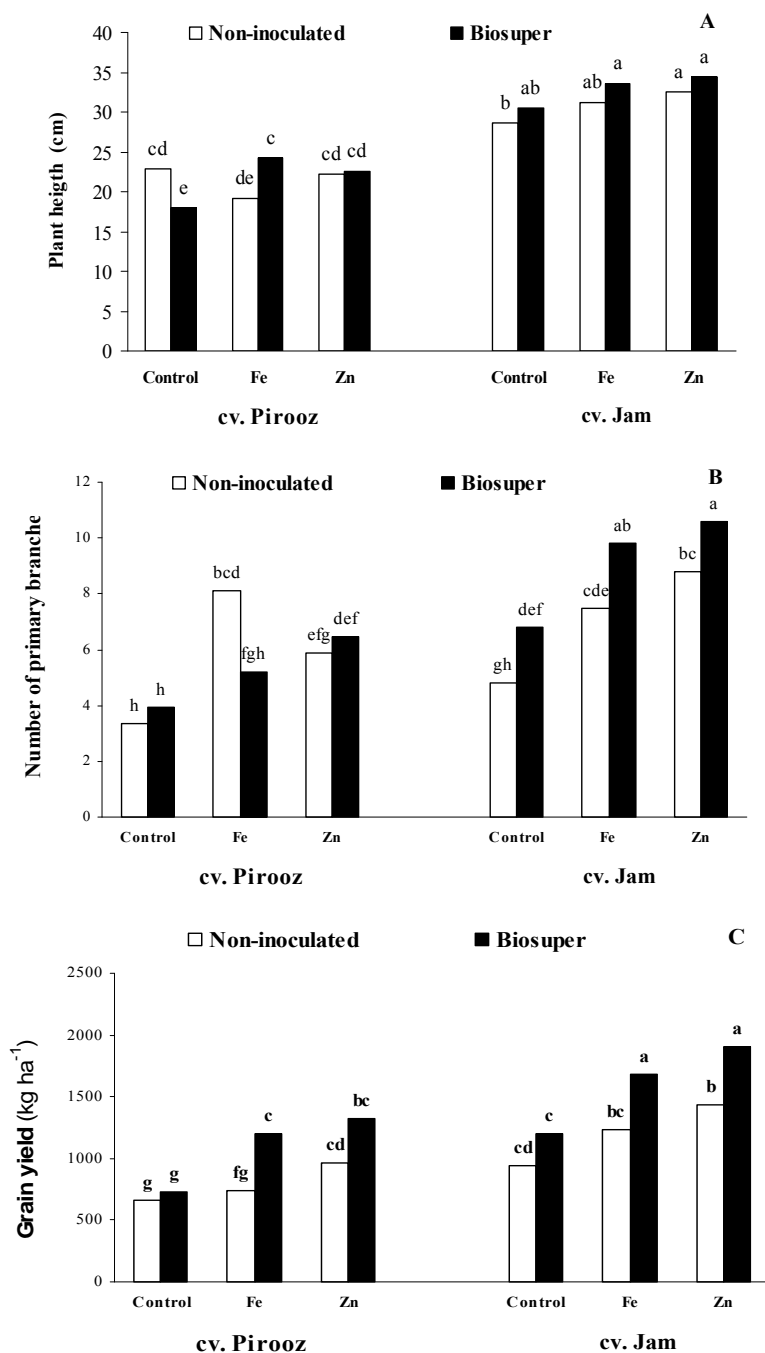 Non-inoculated Biosuper A
40
35
30
25
20
15
10
5
0
Plant heigth (cm)
cd e de c cd cd b ab ab a a a
Control Fe Zn Control Fe Zn
cv. Pirooz cv. Jam
Non-inoculated Biosuper B
12
10
8
6
4
2
0
Number of primary branche
h h bcd fgh efg def gh def cde ab bc a
Control Fe Zn Control Fe Zn
cv. Pirooz cv. Jam
Non-inoculated Biosuper C
2500
2000
1500
1000
500
0
Grain yield (kg ha-1)
g g fg c cd bc cd c bc a b a
Control Fe Zn Control Fe Zn
cv. Pirooz cv. Jam